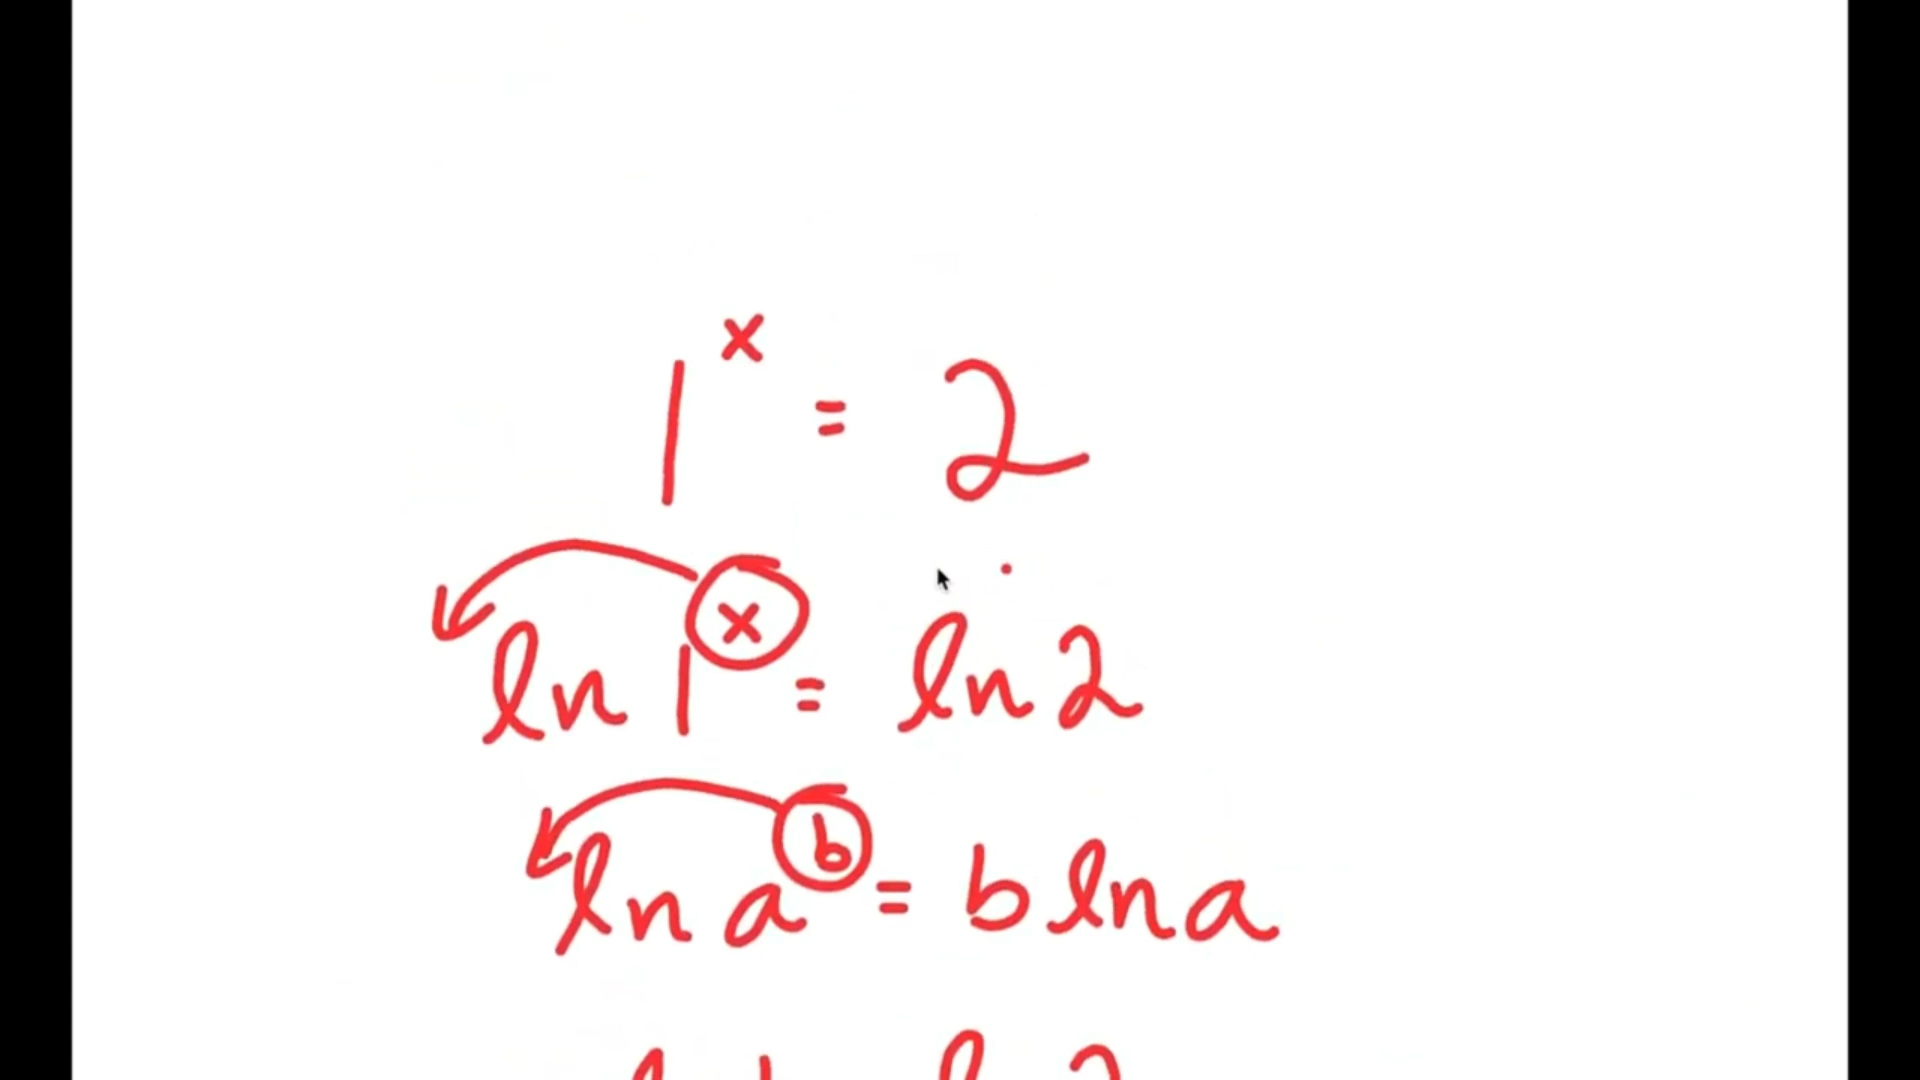 1^x = 2
ln 1^x = ln 2
ln a^b = b ln a